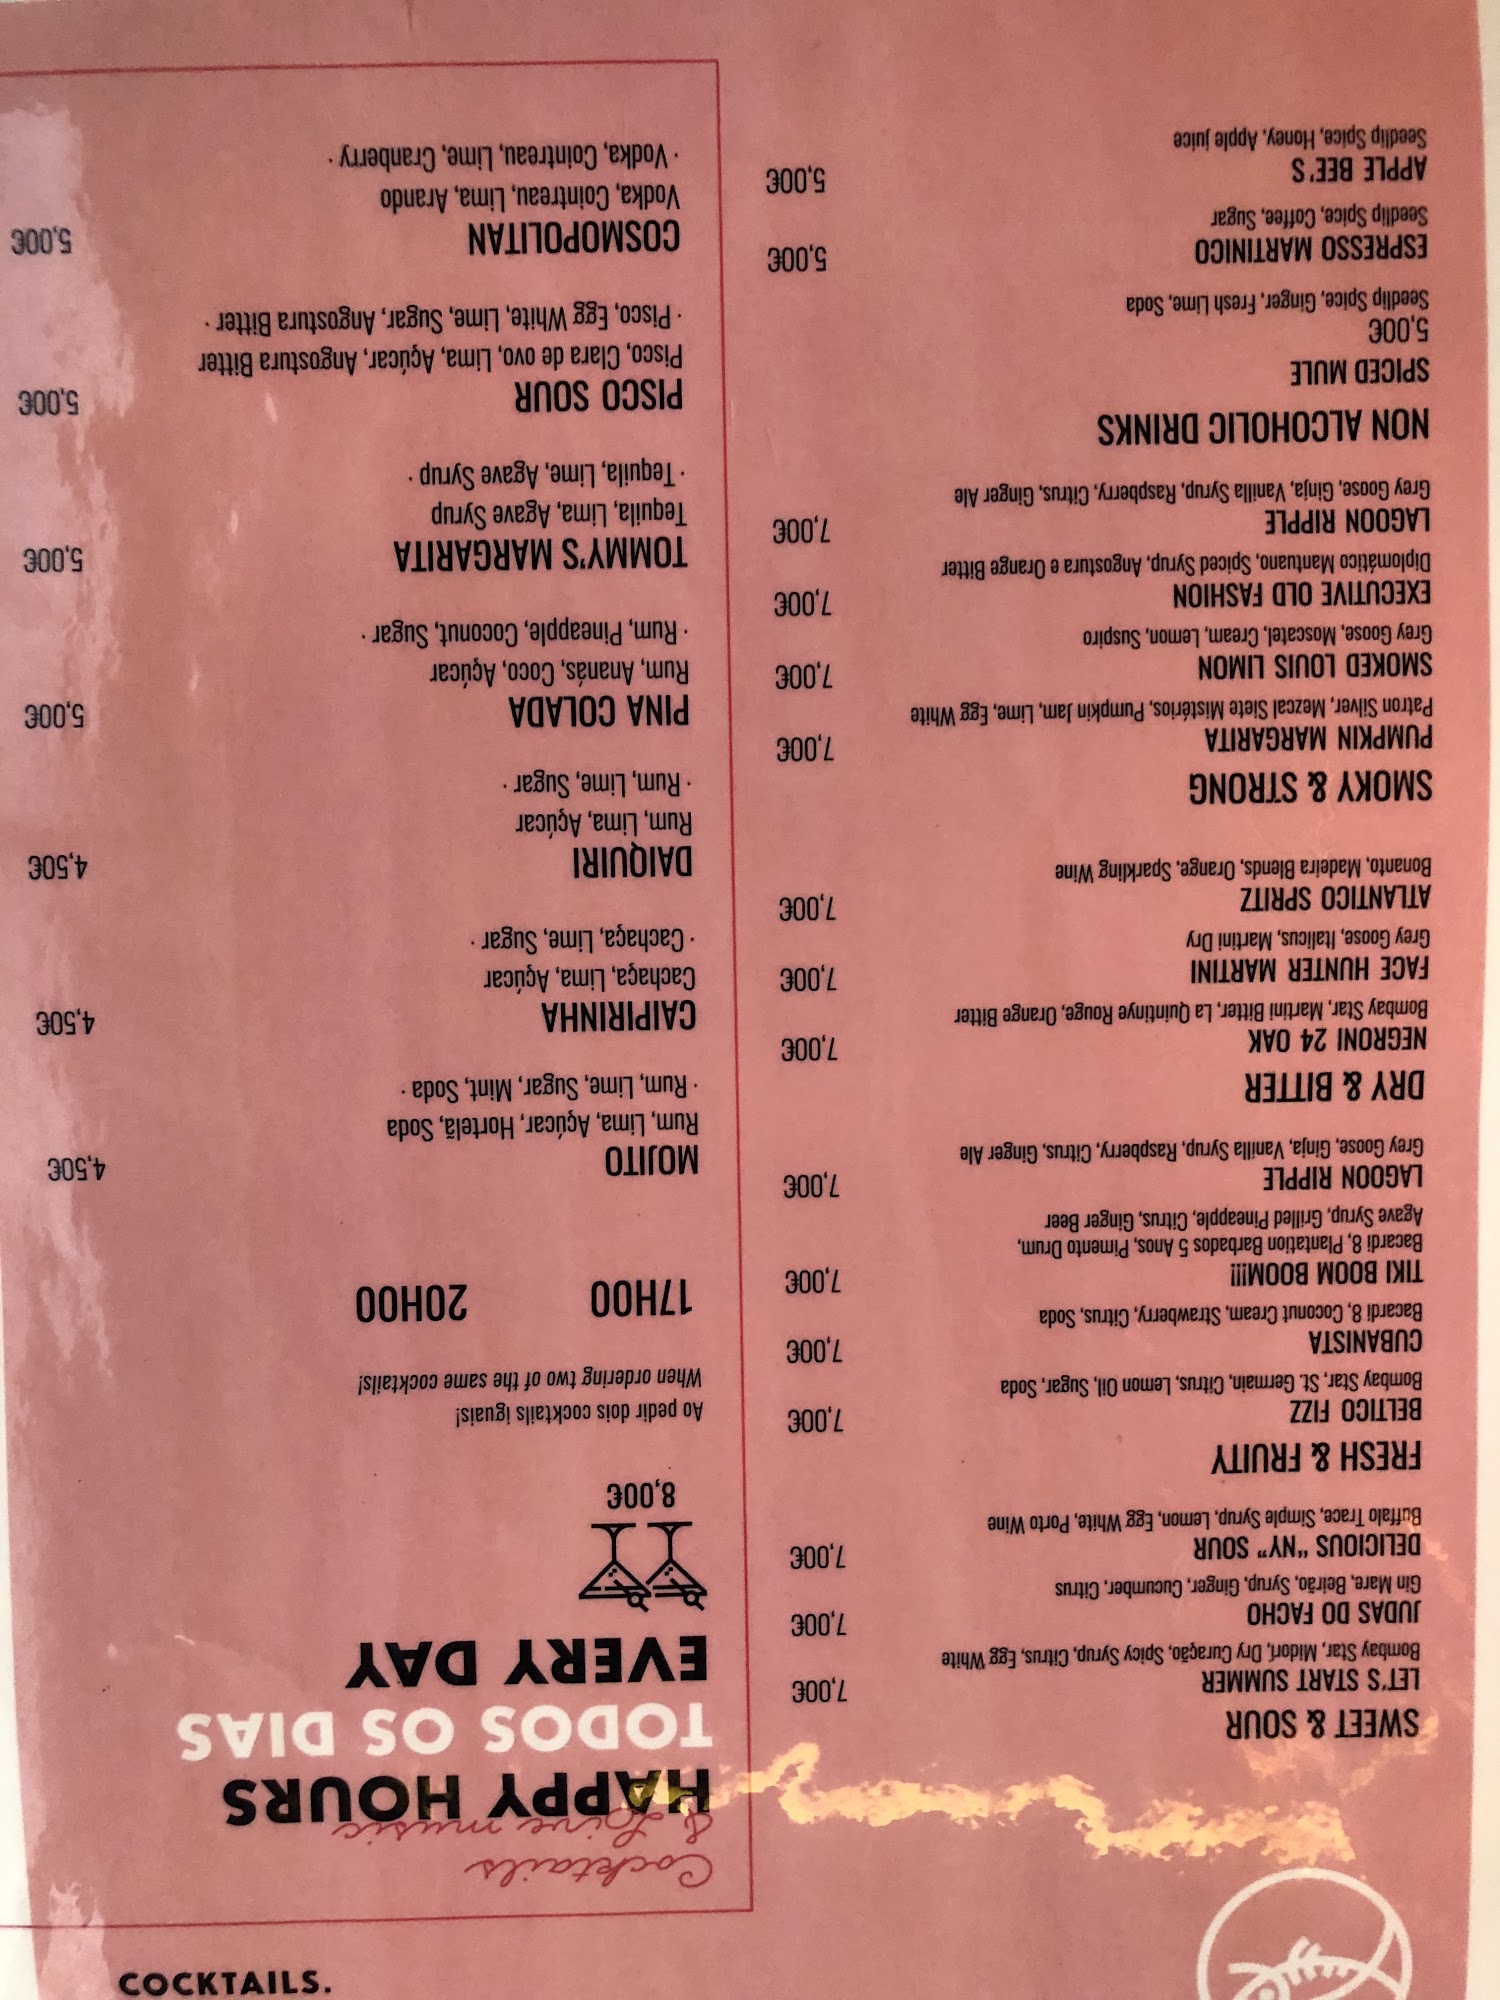 COCKTAILS.
SWEET & SOUR
LET'S START SUMMER 7,00€
Bombay Star, Midori, Dry Curação, Spicy Syrup, Citrus, Egg White
JUDAS DO FACHO 7,00€
Gin Mare, Beirão, Syrup, Ginger, Cucumber, Citrus
DELICIOUS "NY" SOUR 7,00€
Buffalo Trace, Simple Syrup, Lemon, Egg White, Porto Wine
FRESH & FRUITY
BELTICO FIZZ 7,00€
Bombay Star, St. Germain, Citrus, Lemon Oil, Sugar, Soda
CUBANISTA 7,00€
Bacardi 8, Coconut Cream, Strawberry, Citrus, Soda
TIKI BOOM BOOM!!! 7,00€
Bacardi 8, Plantation Barbados 5 Anos, Pimento Drum,
Agave Syrup, Grilled Pineapple, Citrus, Ginger Beer
LAGOON RIPPLE 7,00€
Grey Goose, Ginja, Vanilla Syrup, Raspberry, Citrus, Ginger Ale
DRY & BITTER
NEGRONI 24 OAK 7,00€
Bombay Star, Martini Bitter, La Quintinye Rouge, Orange Bitter
FACE HUNTER MARTINI 7,00€
Grey Goose, Italicus, Martini Dry
ATLANTICO SPRITZ 7,00€
Bonanto, Madeira Blends, Orange, Sparkling Wine
SMOKY & STRONG
PUMPKIN MARGARITA 7,00€
Patron Silver, Mezcal Siete Mistérios, Pumpkin Jam, Lime, Egg White
SMOKED LOUIS LIMON 7,00€
Grey Goose, Moscatel, Cream, Lemon, Suspiro
EXECUTIVE OLD FASHION 7,00€
Diplomático Mantuano, Spiced Syrup, Angostura e Orange Bitter
LAGOON RIPPLE 7,00€
Grey Goose, Ginja, Vanilla Syrup, Raspberry, Citrus, Ginger Ale
NON ALCOHOLIC DRINKS
SPICED MULE
5,00€
Seedlip Spice, Ginger, Fresh Lime, Soda
ESPRESSO MARTINICO 5,00€
Seedlip Spice, Coffee, Sugar
APPLE BEE'S 5,00€
Seedlip Spice, Honey, Apple juice
Cocktails
& Live music
HAPPY HOURS
TODOS OS DIAS
EVERY DAY
8,00€
Ao pedir dois cocktails iguais!
When ordering two of the same cocktails!
17H00 20H00
MOJITO 4,50€
Rum, Lima, Açúcar, Hortelã, Soda
· Rum, Lime, Sugar, Mint, Soda ·
CAIPIRINHA 4,50€
Cachaça, Lima, Açúcar
· Cachaça, Lime, Sugar ·
DAIQUIRI 4,50€
Rum, Lima, Açúcar
· Rum, Lime, Sugar ·
PINA COLADA 5,00€
Rum, Ananás, Coco, Açúcar
· Rum, Pineapple, Coconut, Sugar ·
TOMMY'S MARGARITA 5,00€
Tequila, Lima, Agave Syrup
· Tequila, Lime, Agave Syrup ·
PISCO SOUR 5,00€
Pisco, Clara de ovo, Lima, Açúcar, Angostura Bitter
· Pisco, Egg White, Lime, Sugar, Angostura Bitter ·
COSMOPOLITAN 5,00€
Vodka, Cointreau, Lima, Arando
· Vodka, Cointreau, Lime, Cranberry ·